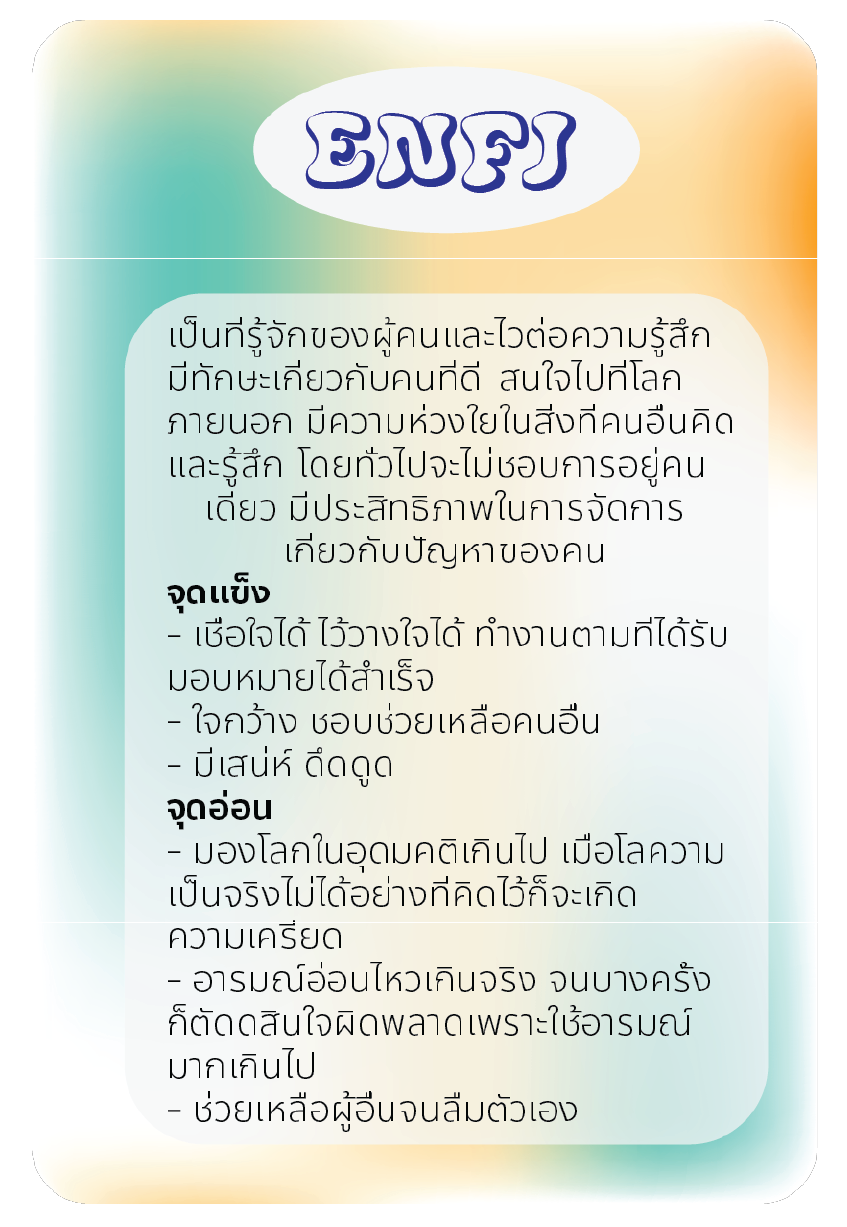 ENFJ
เป็นที่รู้จักของผู้คนและไวต่อความรู้สึก
มีทักษะเกี่ยวกับคนที่ดี สนใจไปที่โลก
ภายนอก มีความห่วงใยในสิ่งที่คนอื่นคิด
และรู้สึก โดยทั่วไปจะไม่ชอบการอยู่คน
เดียว มีประสิทธิภาพในการจัดการ
เกี่ยวกับปัญหาของคน
จุดแข็ง
- เชื่อใจได้ ไว้วางใจได้ ทำงานตามที่ได้รับ
มอบหมายได้สำเร็จ
- ใจกว้าง ชอบช่วยเหลือคนอื่น
- มีเสน่ห์ ดึดดูด
จุดอ่อน
- มองโลกในอุดมคติเกินไป เมื่อโลความ
เป็นจริงไม่ได้อย่างที่คิดไว้ก็จะเกิด
ความเครียด
- อารมณ์อ่อนไหวเกินจริง จนบางครั้ง
ก็ตัดดสินใจผิดพลาดเพราะใช้อารมณ์
มากเกินไป
- ช่วยเหลือผู้อื่นจนลืมตัวเอง